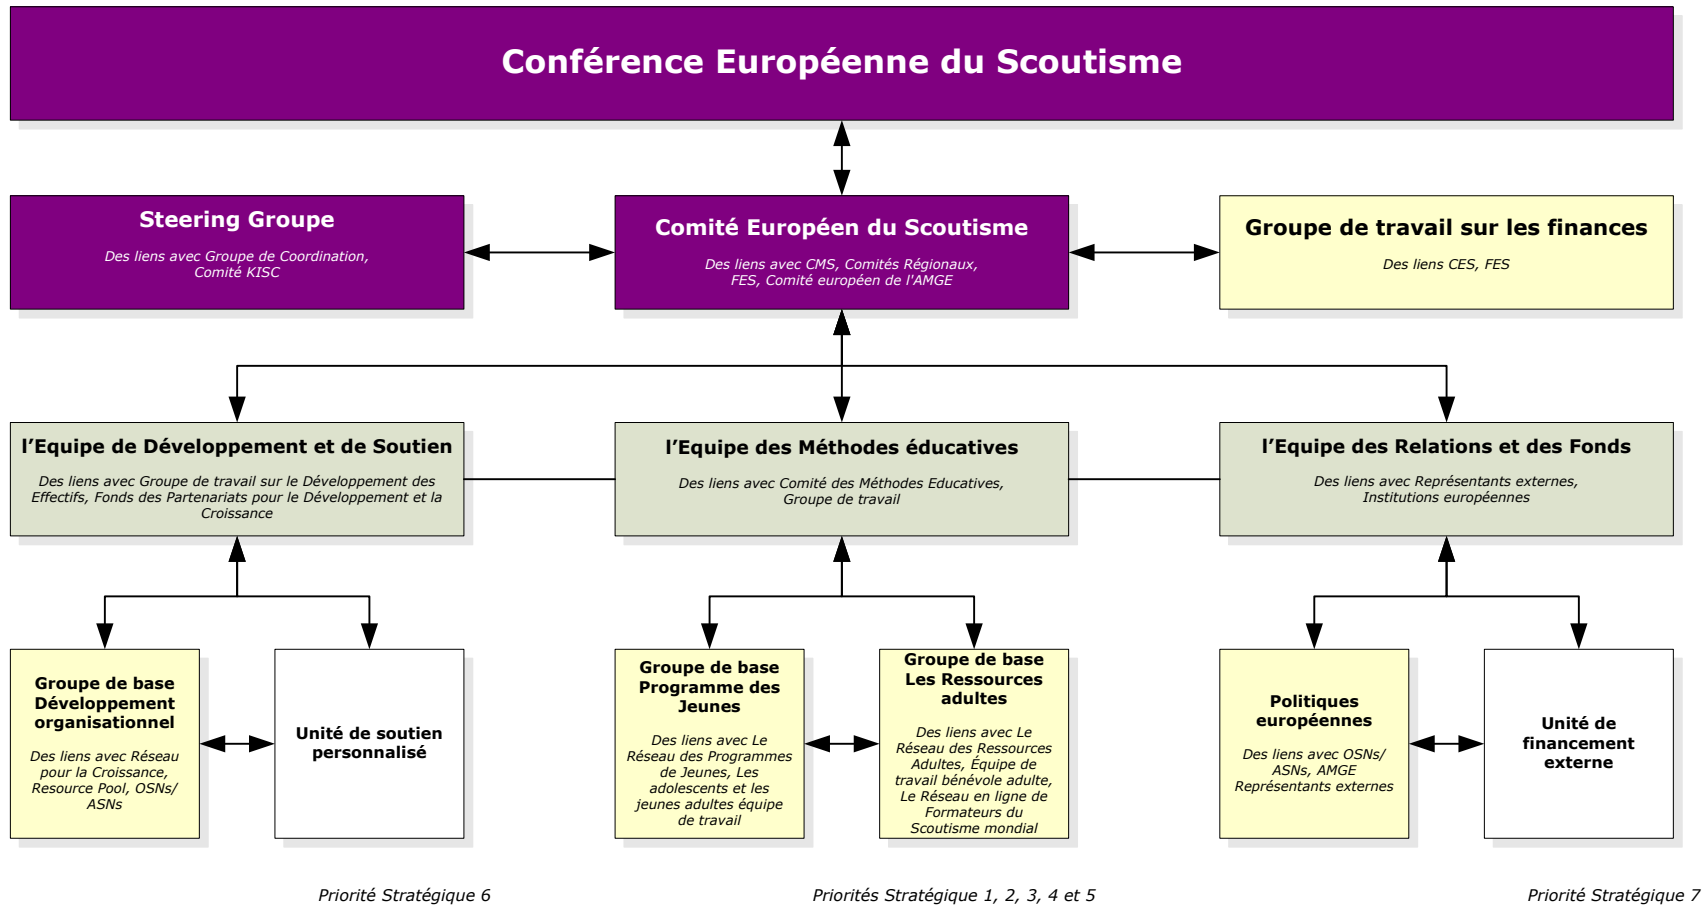 Conférence Européenne du Scoutisme
Steering Groupe
Des liens avec Groupe de Coordination,
Comité KISC
Comité Européen du Scoutisme
Des liens avec CMS, Comités Régionaux,
FES, Comité européen de l'AMGE
Groupe de travail sur les finances
Des liens CES, FES
l’Equipe de Développement et de Soutien
Des liens avec Groupe de travail sur le Développement des
Effectifs, Fonds des Partenariats pour le Développement et la
Croissance
l’Equipe des Méthodes éducatives
Des liens avec Comité des Méthodes Educatives,
Groupe de travail
l’Equipe des Relations et des Fonds
Des liens avec Représentants externes,
Institutions européennes
Groupe de base
Développement
organisationnel
Des liens avec Réseau
pour la Croissance,
Resource Pool, OSNs/
ASNs
Unité de soutien
personnalisé
Groupe de base
Programme des
Jeunes
Des liens avec Le
Réseau des Programmes
de Jeunes, Les
adolescents et les
jeunes adultes équipe
de travail
Groupe de base
Les Ressources
adultes
Des liens avec Le
Réseau des Ressources
Adultes, Équipe de
travail bénévole adulte,
Le Réseau en ligne de
Formateurs du
Scoutisme mondial
Politiques
européennes
Des liens avec OSNs/
ASNs, AMGE
Représentants externes
Unité de
financement
externe
Priorité Stratégique 6
Priorités Stratégique 1, 2, 3, 4 et 5
Priorité Stratégique 7